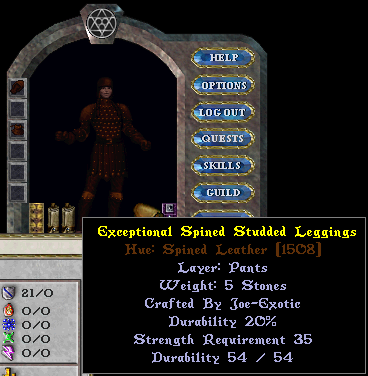 HELP
OPTIONS
LOG OUT
QUESTS
SKILLS
GUILD
Exceptional Spined Studded Leggings
Hue: Spined Leather (1508)
Layer: Pants
Weight: 5 Stones
Crafted By Joe-Exotic
Durability 20%
Strength Requirement 35
Durability 54 / 54
21/0
0/0
0/0
0/0
0/0